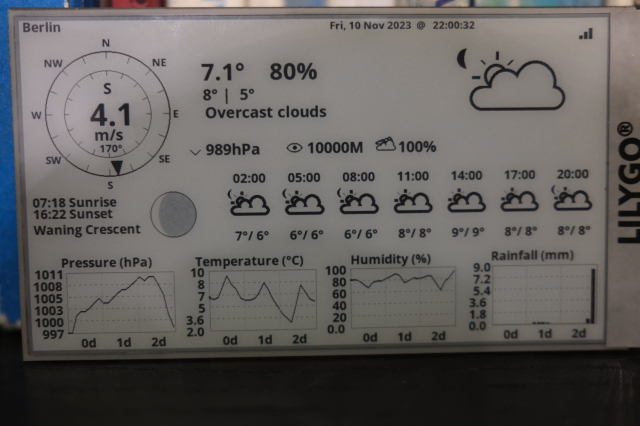 Berlin
Fri, 10 Nov 2023 @ 22:00:32
N
NW
NE
W
E
SW
SE
S
S
4.1
m/s
170°
7.1° 80%
8° | 5°
Overcast clouds
989hPa 10000M 100%
07:18 Sunrise
16:22 Sunset
Waning Crescent
02:00 05:00 08:00 11:00 14:00 17:00 20:00
7°/ 6° 6°/ 6° 6°/ 6° 8°/ 8° 9°/ 9° 8°/ 8° 8°/ 8°
Pressure (hPa)
1011
1008
1005
1003
1000
997
0d 1d 2d
Temperature (°C)
10
8
7
5
3.6
2.0
0d 1d 2d
Humidity (%)
100
80
60
40
20
0.0
0d 1d 2d
Rainfall (mm)
9.0
7.2
5.4
3.6
1.8
0.0
0d 1d 2d
LILYGO®